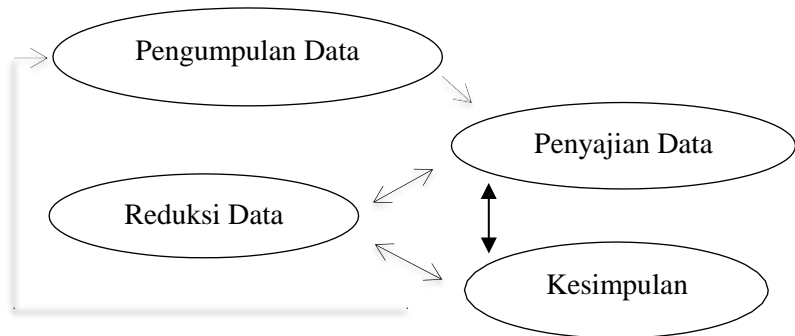 Pengumpulan Data
Penyajian Data
Reduksi Data
Kesimpulan